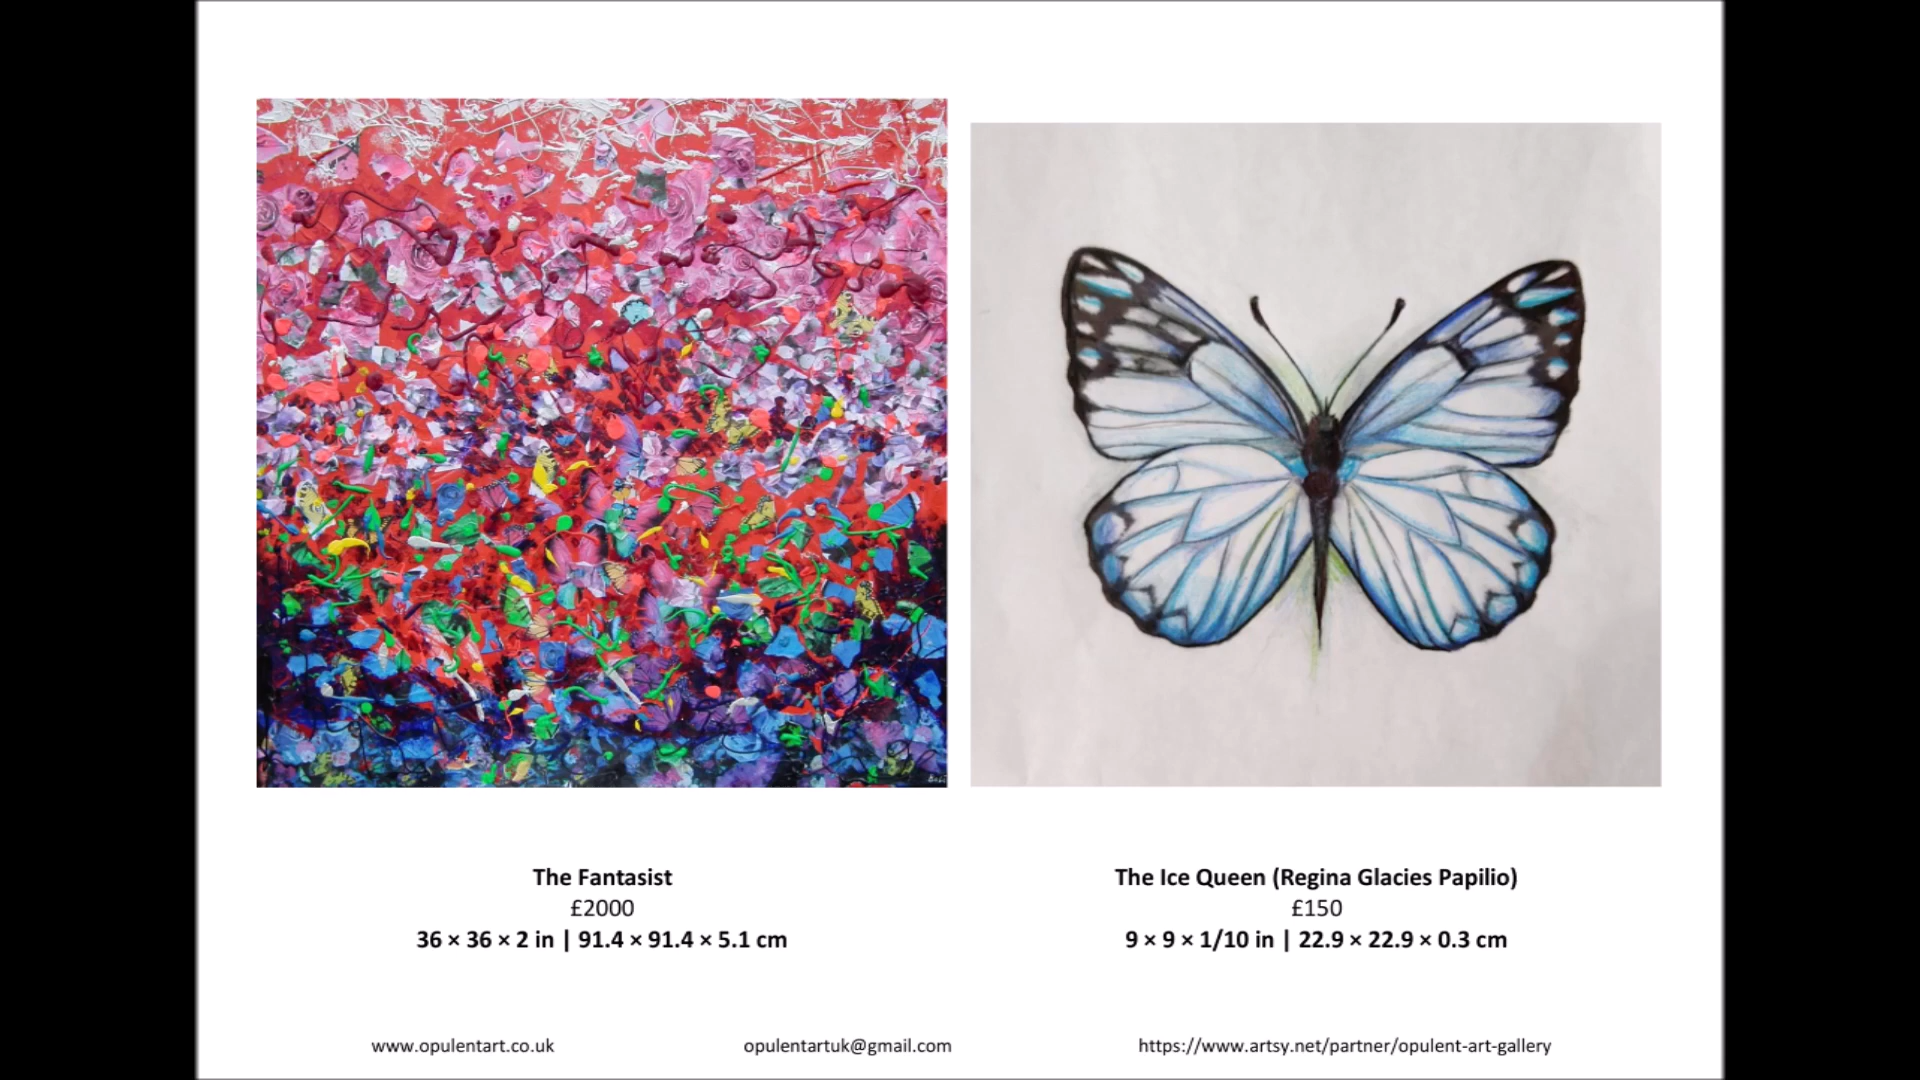 The Fantasist
£2000
36 × 36 × 2 in | 91.4 × 91.4 × 5.1 cm
The Ice Queen (Regina Glacies Papilio)
£150
9 × 9 × 1/10 in | 22.9 × 22.9 × 0.3 cm
www.opulentart.co.uk
opulentartuk@gmail.com
https://www.artsy.net/partner/opulent-art-gallery